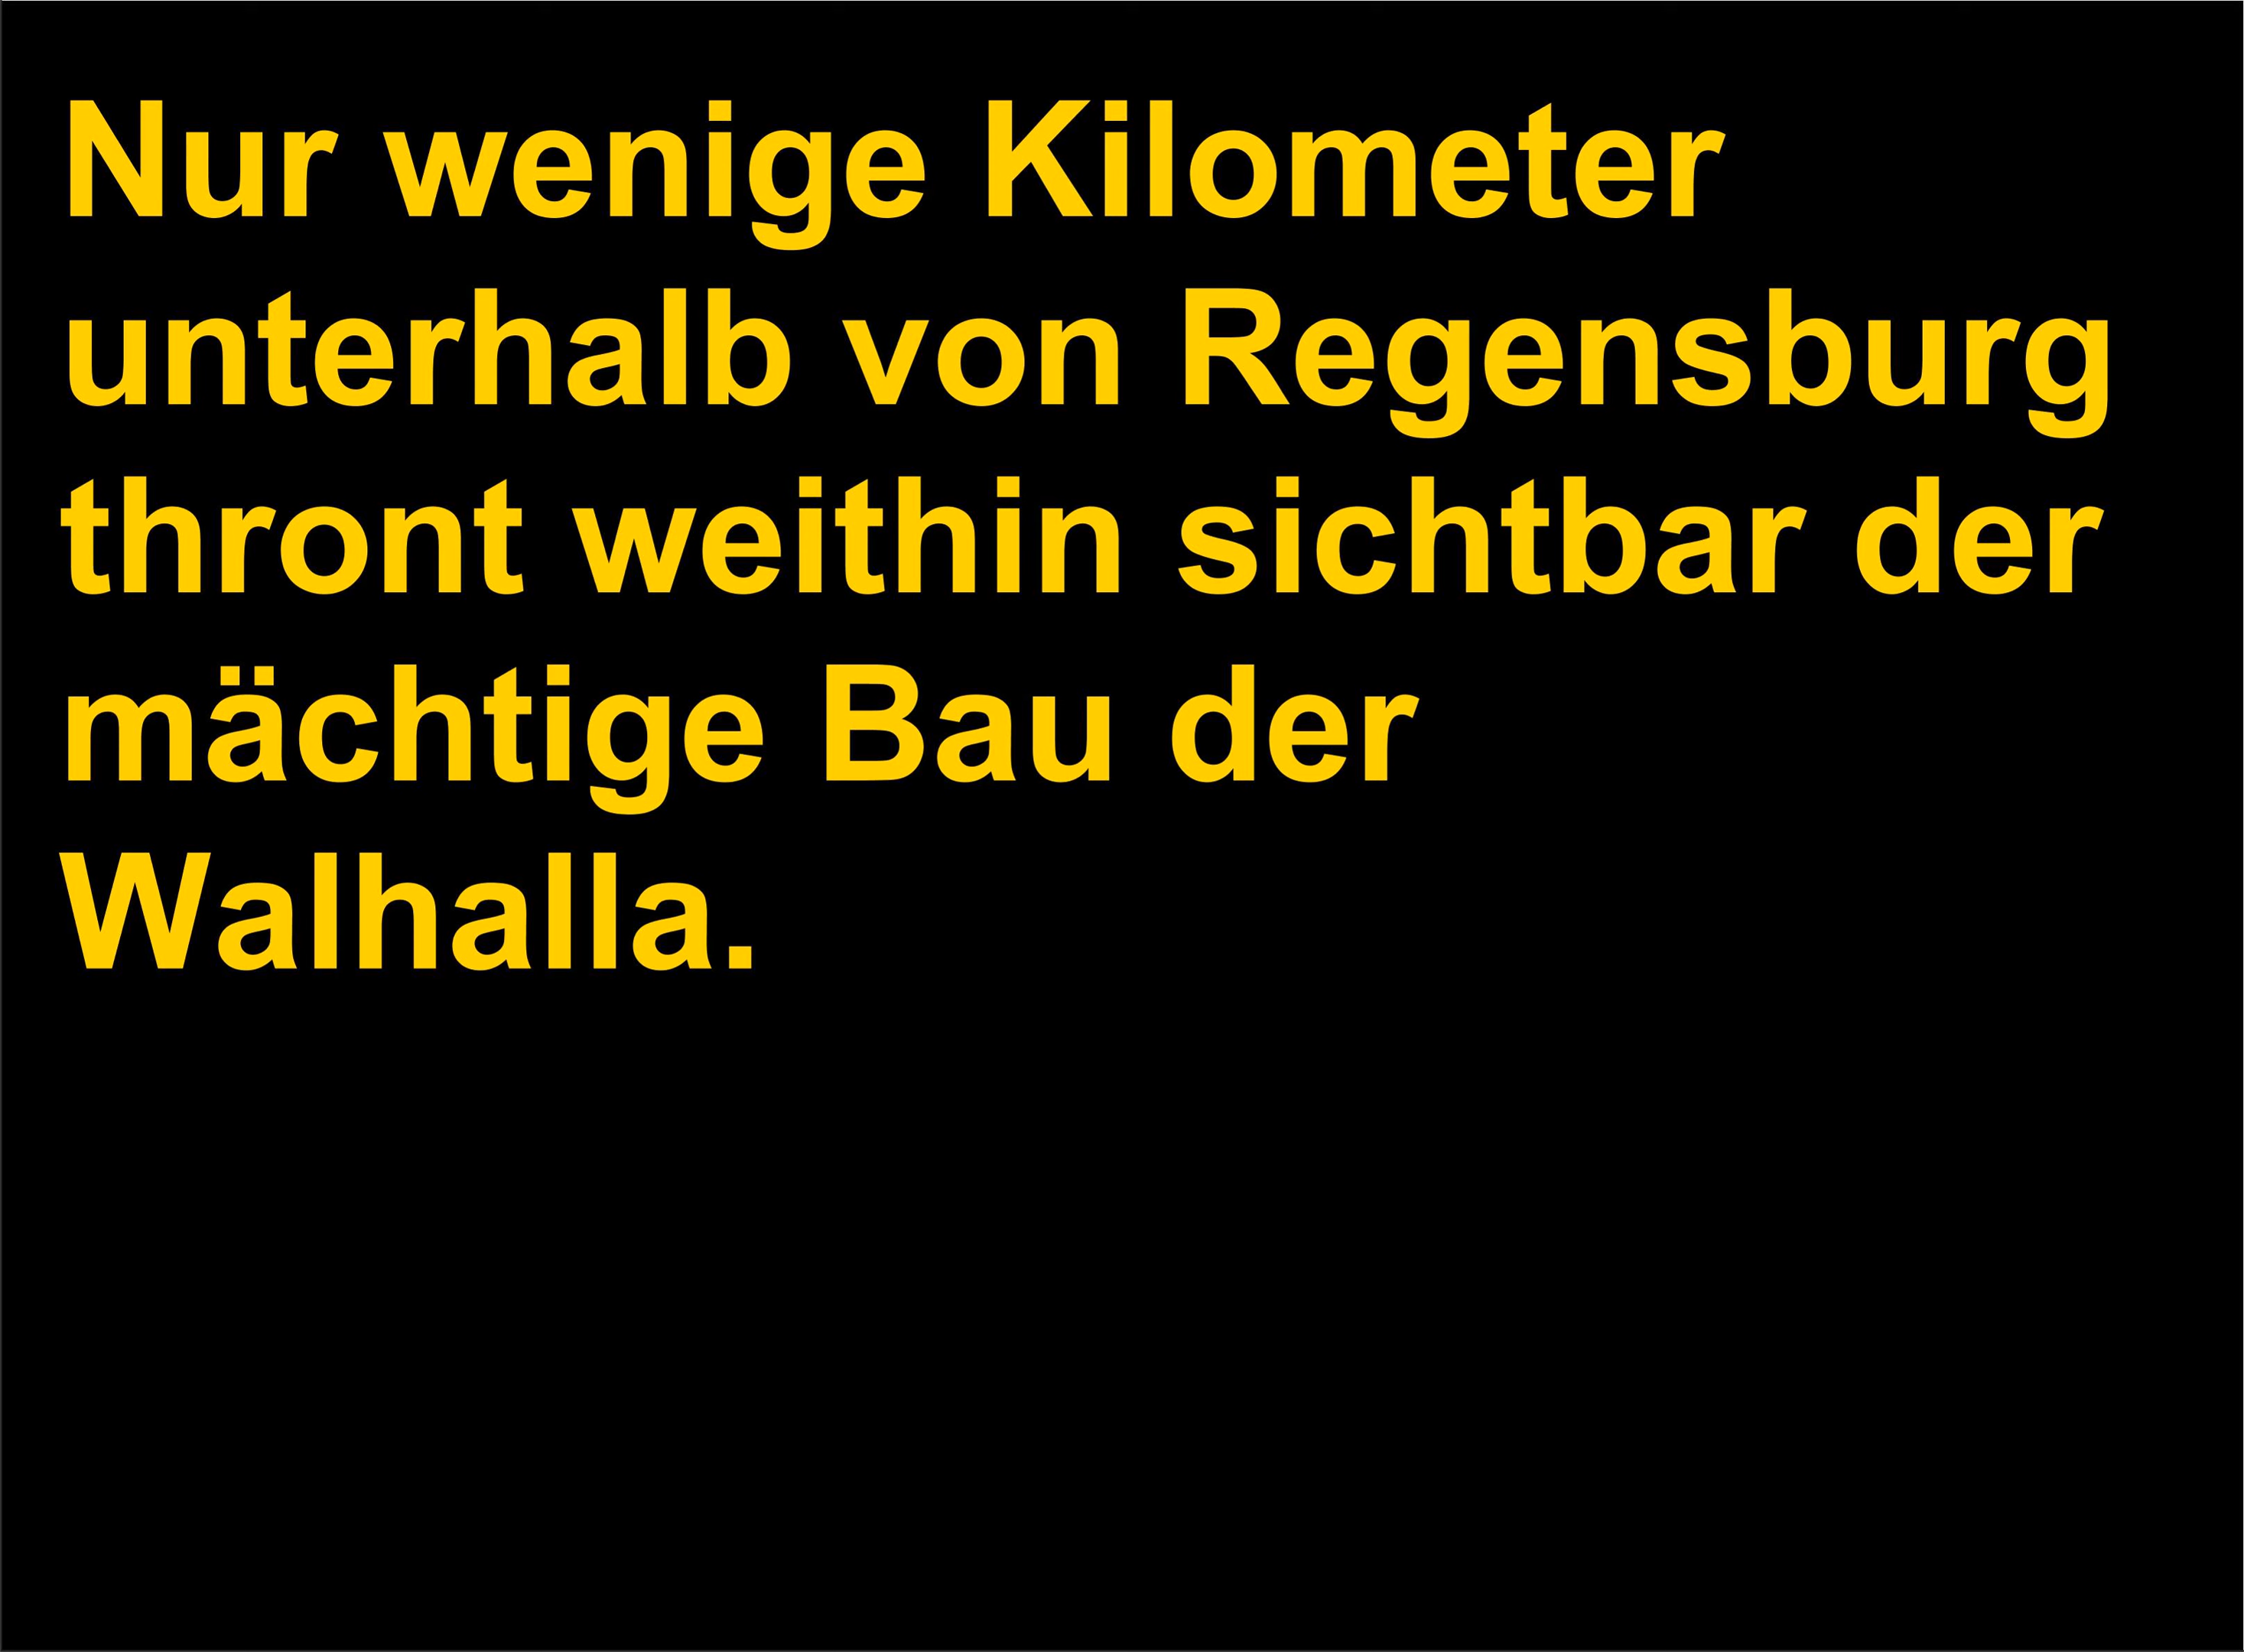 Nur wenige Kilometer
unterhalb von Regensburg
thront weithin sichtbar der
mächtige Bau der
Walhalla.